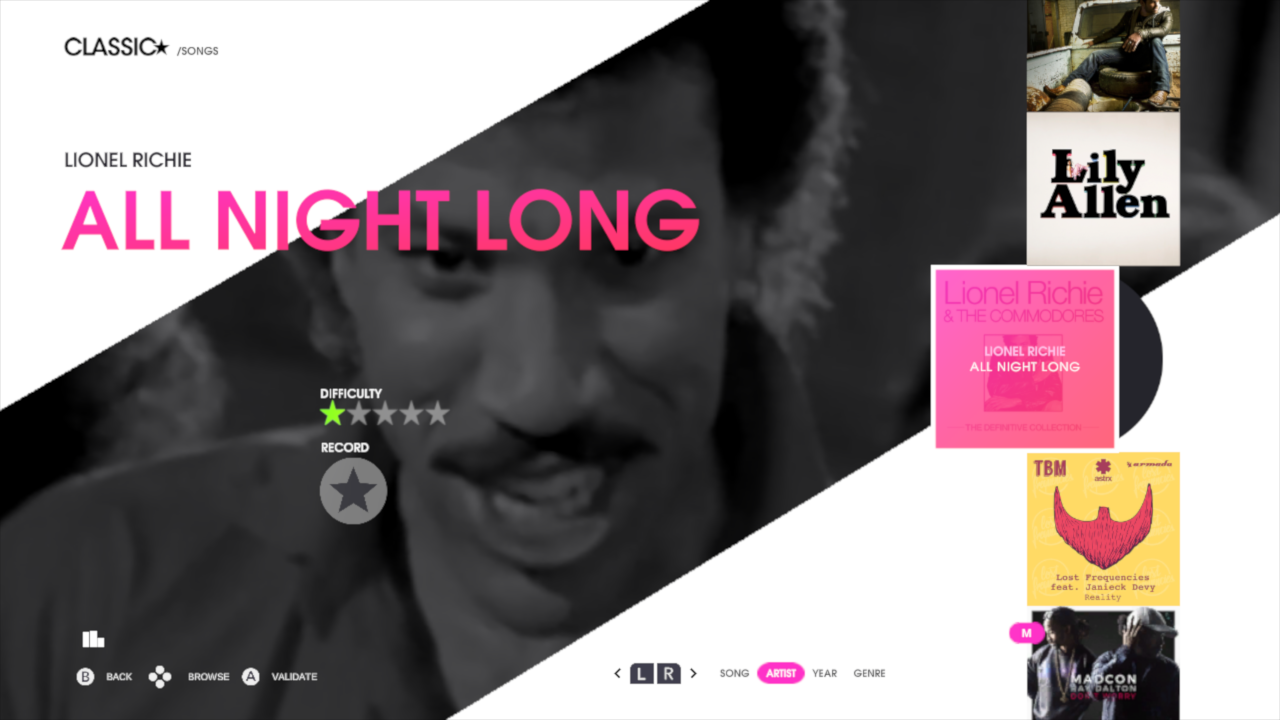 CLASSIC★ /SONGS
LIONEL RICHIE
ALL NIGHT LONG
DIFFICULTY
RECORD
B BACK BROWSE A VALIDATE
< L R > SONG ARTIST YEAR GENRE
Lily
Allen
Lionel Richie
& THE COMMODORES
LIONEL RICHIE
ALL NIGHT LONG
THE DEFINITIVE COLLECTION
TBM astrx armada
Lost Frequencies
feat. Janieck Devy
Reality
M
MADCON
RAY DALTON
DON'T WORRY